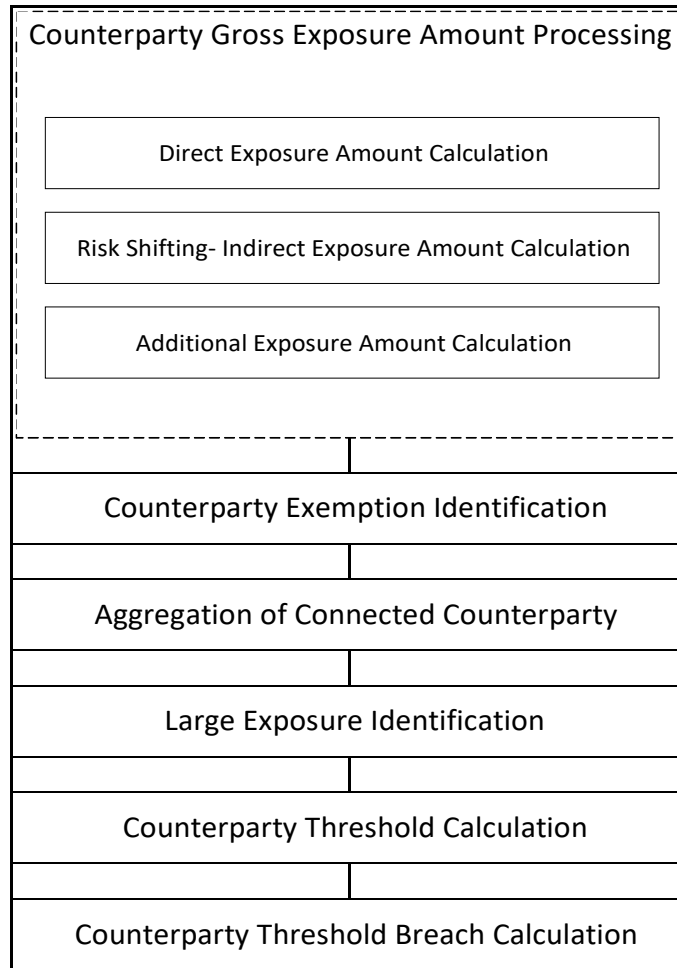 Counterparty Gross Exposure Amount Processing
Direct Exposure Amount Calculation
Risk Shifting- Indirect Exposure Amount Calculation
Additional Exposure Amount Calculation
Counterparty Exemption Identification
Aggregation of Connected Counterparty
Large Exposure Identification
Counterparty Threshold Calculation
Counterparty Threshold Breach Calculation